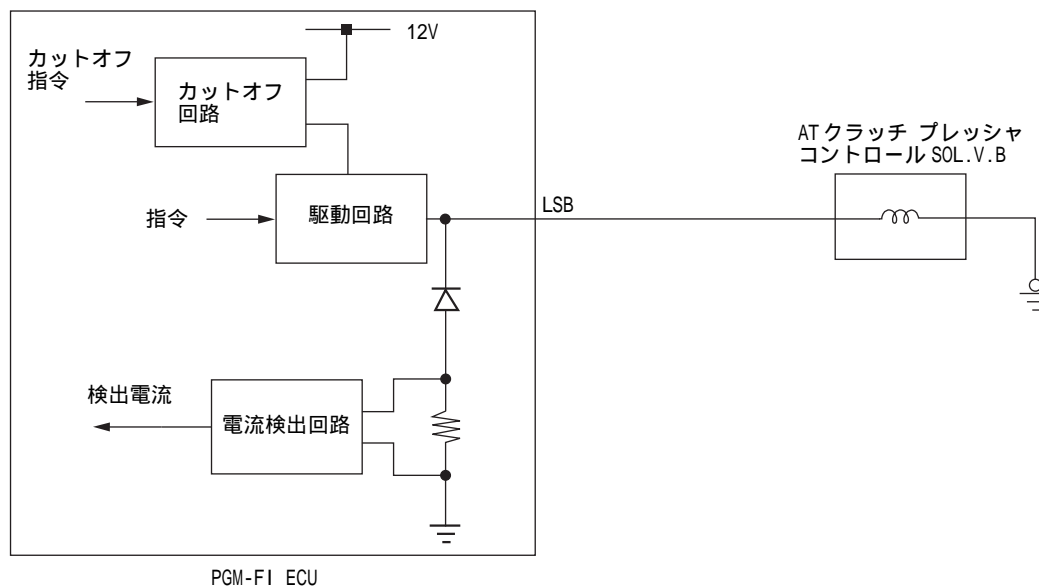 12V
カットオフ
指令
カットオフ
回路
ATクラッチ プレッシャ
コントロール SOL.V.B
LSB
指令
駆動回路
検出電流
電流検出回路
PGM-FI ECU